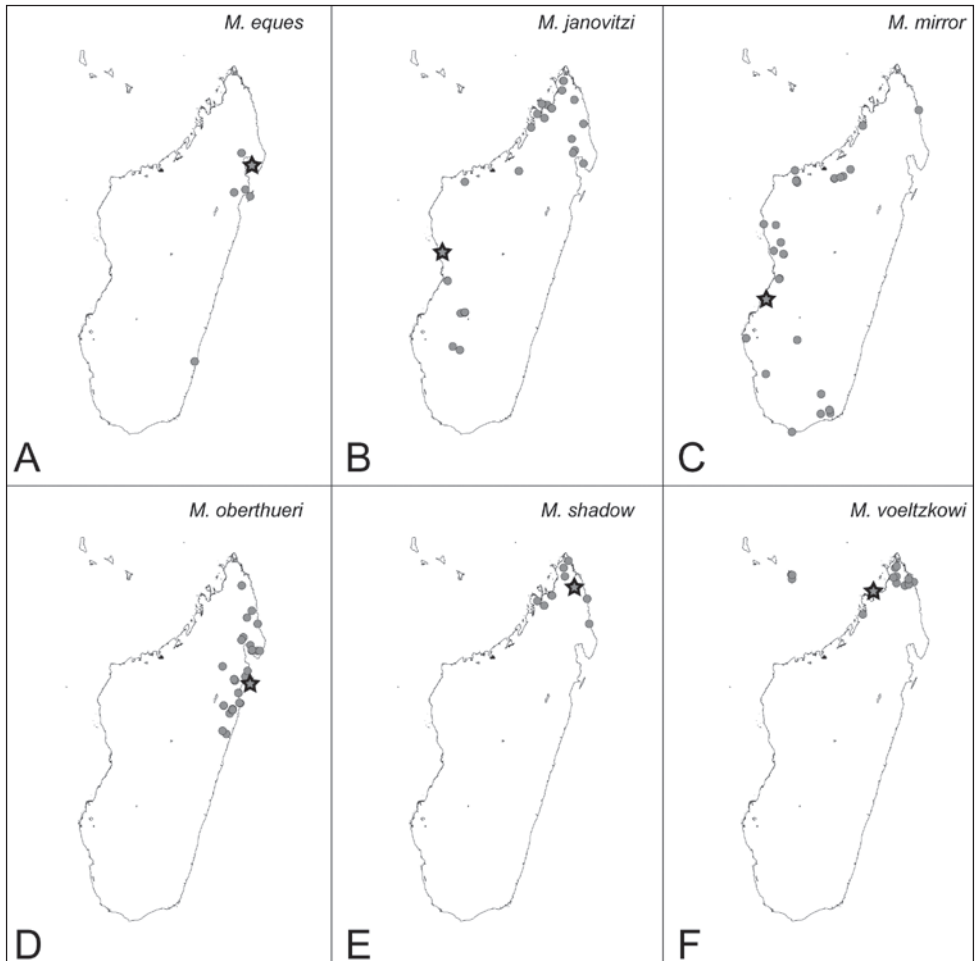 M. eques
A
M. janovitzi
B
M. mirror
C
M. oberthueri
D
M. shadow
E
M. voeltzkowi
F